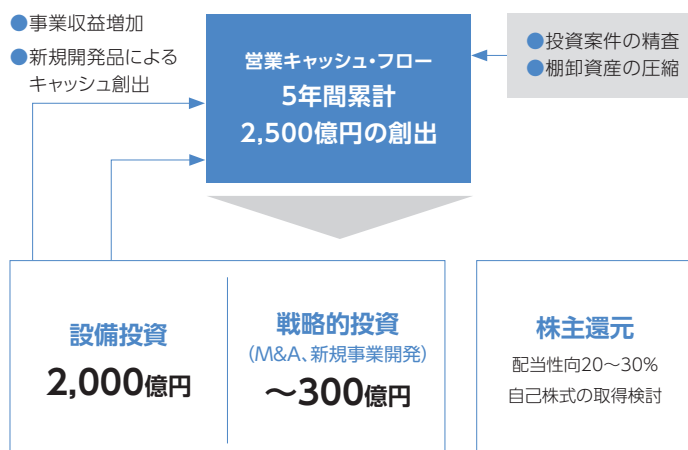 ●事業収益増加
●新規開発品による
キャッシュ創出
営業キャッシュ・フロー
5年間累計
2,500億円の創出
●投資案件の精査
●棚卸資産の圧縮
設備投資
2,000億円
戦略的投資
(M&A、新規事業開発)
～300億円
株主還元
配当性向20～30%
自己株式の取得検討